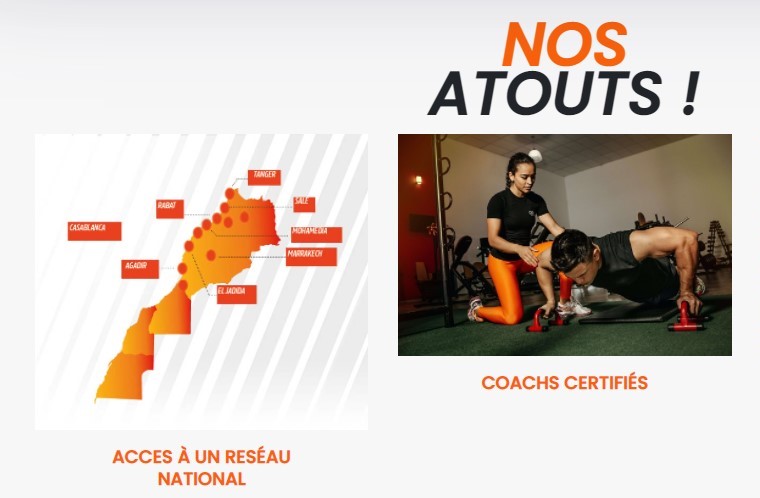 NOS
ATOUTS !
TANGER
RABAT
SALE
CASABLANCA
MOHAMEDIA
MARRAKECH
AGADIR
ELJADIDA
COACHS CERTIFIÉS
ACCES À UN RESÉAU
NATIONAL